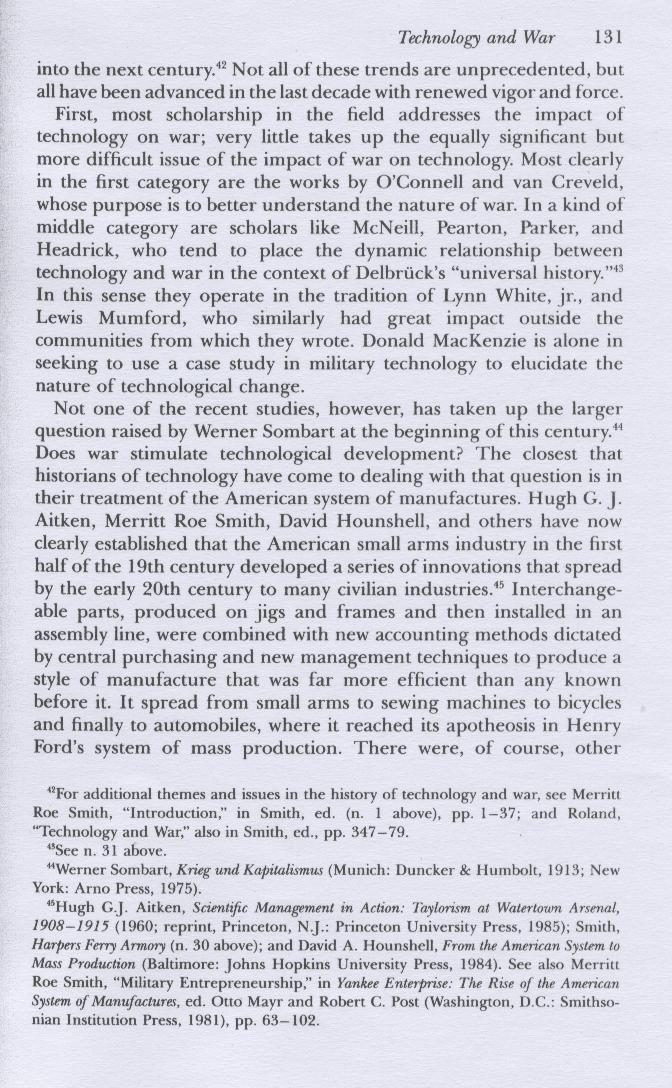 Technology and War 131
into the next century.⁴² Not all of these trends are unprecedented, but
all have been advanced in the last decade with renewed vigor and force.
First, most scholarship in the field addresses the impact of
technology on war; very little takes up the equally significant but
more difficult issue of the impact of war on technology. Most clearly
in the first category are the works by O'Connell and van Creveld,
whose purpose is to better understand the nature of war. In a kind of
middle category are scholars like McNeill, Pearton, Parker, and
Headrick, who tend to place the dynamic relationship between
technology and war in the context of Delbrück's “universal history.”⁴³
In this sense they operate in the tradition of Lynn White, jr., and
Lewis Mumford, who similarly had great impact outside the
communities from which they wrote. Donald MacKenzie is alone in
seeking to use a case study in military technology to elucidate the
nature of technological change.
Not one of the recent studies, however, has taken up the larger
question raised by Werner Sombart at the beginning of this century.⁴⁴
Does war stimulate technological development? The closest that
historians of technology have come to dealing with that question is in
their treatment of the American system of manufactures. Hugh G. J.
Aitken, Merritt Roe Smith, David Hounshell, and others have now
clearly established that the American small arms industry in the first
half of the 19th century developed a series of innovations that spread
by the early 20th century to many civilian industries.⁴⁵ Interchange-
able parts, produced on jigs and frames and then installed in an
assembly line, were combined with new accounting methods dictated
by central purchasing and new management techniques to produce a
style of manufacture that was far more efficient than any known
before it. It spread from small arms to sewing machines to bicycles
and finally to automobiles, where it reached its apotheosis in Henry
Ford's system of mass production. There were, of course, other
⁴²For additional themes and issues in the history of technology and war, see Merritt
Roe Smith, “Introduction,” in Smith, ed. (n. 1 above), pp. 1–37; and Roland,
“Technology and War,” also in Smith, ed., pp. 347–79.
⁴³See n. 31 above.
⁴⁴Werner Sombart, Krieg und Kapitalismus (Munich: Duncker & Humbolt, 1913; New
York: Arno Press, 1975).
⁴⁵Hugh G.J. Aitken, Scientific Management in Action: Taylorism at Watertown Arsenal,
1908–1915 (1960; reprint, Princeton, N.J.: Princeton University Press, 1985); Smith,
Harpers Ferry Armory (n. 30 above); and David A. Hounshell, From the American System to
Mass Production (Baltimore: Johns Hopkins University Press, 1984). See also Merritt
Roe Smith, “Military Entrepreneurship,” in Yankee Enterprise: The Rise of the American
System of Manufactures, ed. Otto Mayr and Robert C. Post (Washington, D.C.: Smithso-
nian Institution Press, 1981), pp. 63–102.